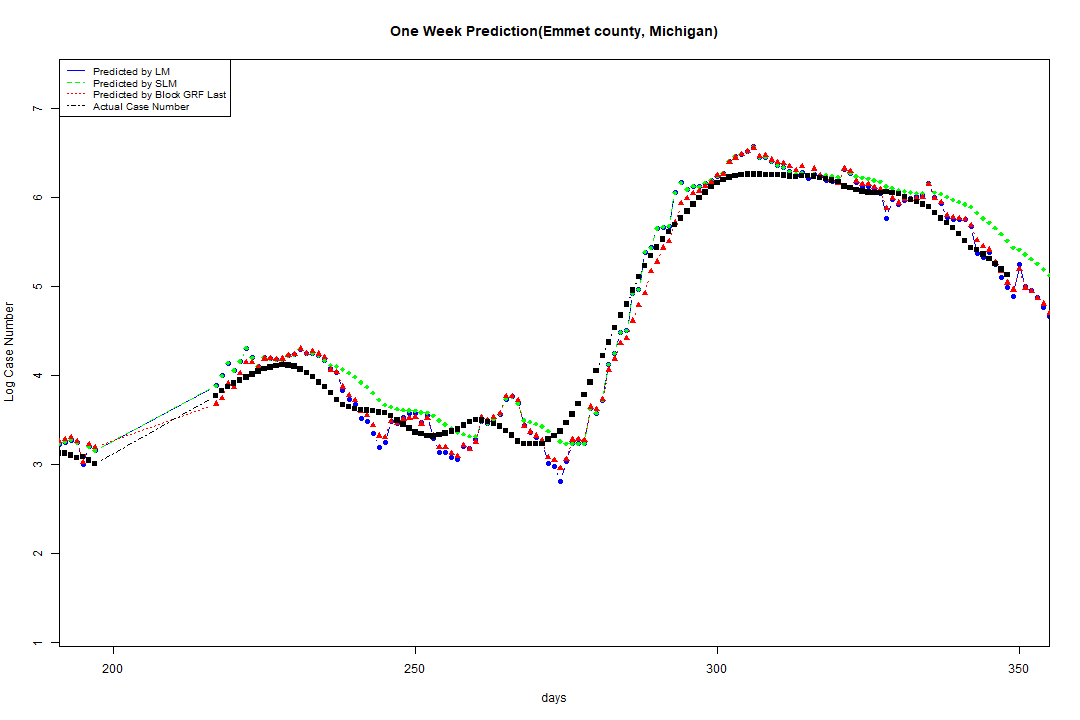 One Week Prediction(Emmet county, Michigan)
Predicted by LM
Predicted by SLM
Predicted by Block GRF Last
Actual Case Number
7
6
5
4
3
2
1
Log Case Number
200 250 300 350
days